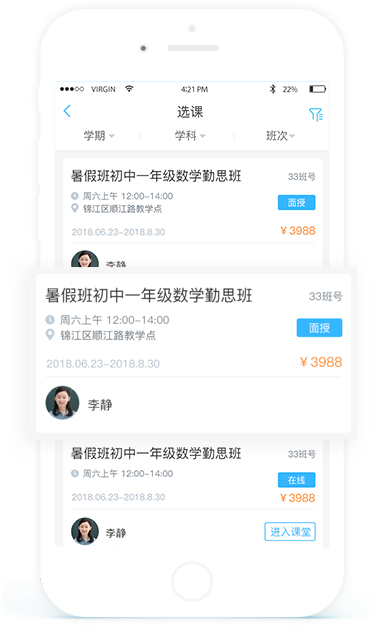 VIRGIN 4:21 PM 22%
选课
学期 学科 班次
暑假班初中一年级数学勤思班 33班号
周六上午 12:00-14:00
锦江区顺江路教学点 面授
2018.06.23-2018.8.30 ￥3988
李静
暑假班初中一年级数学勤思班 33班号
周六上午 12:00-14:00
锦江区顺江路教学点 面授
2018.06.23-2018.8.30 ￥3988
李静
暑假班初中一年级数学勤思班 33班号
周六上午 12:00-14:00
在线
2018.06.23-2018.8.30 ￥3988
李静 进入课堂